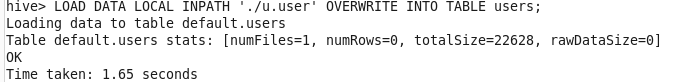 hive> LOAD DATA LOCAL INPATH './u.user' OVERWRITE INTO TABLE users;
Loading data to table default.users
Table default.users stats: [numFiles=1, numRows=0, totalSize=22628, rawDataSize=0]
OK
Time taken: 1.65 seconds